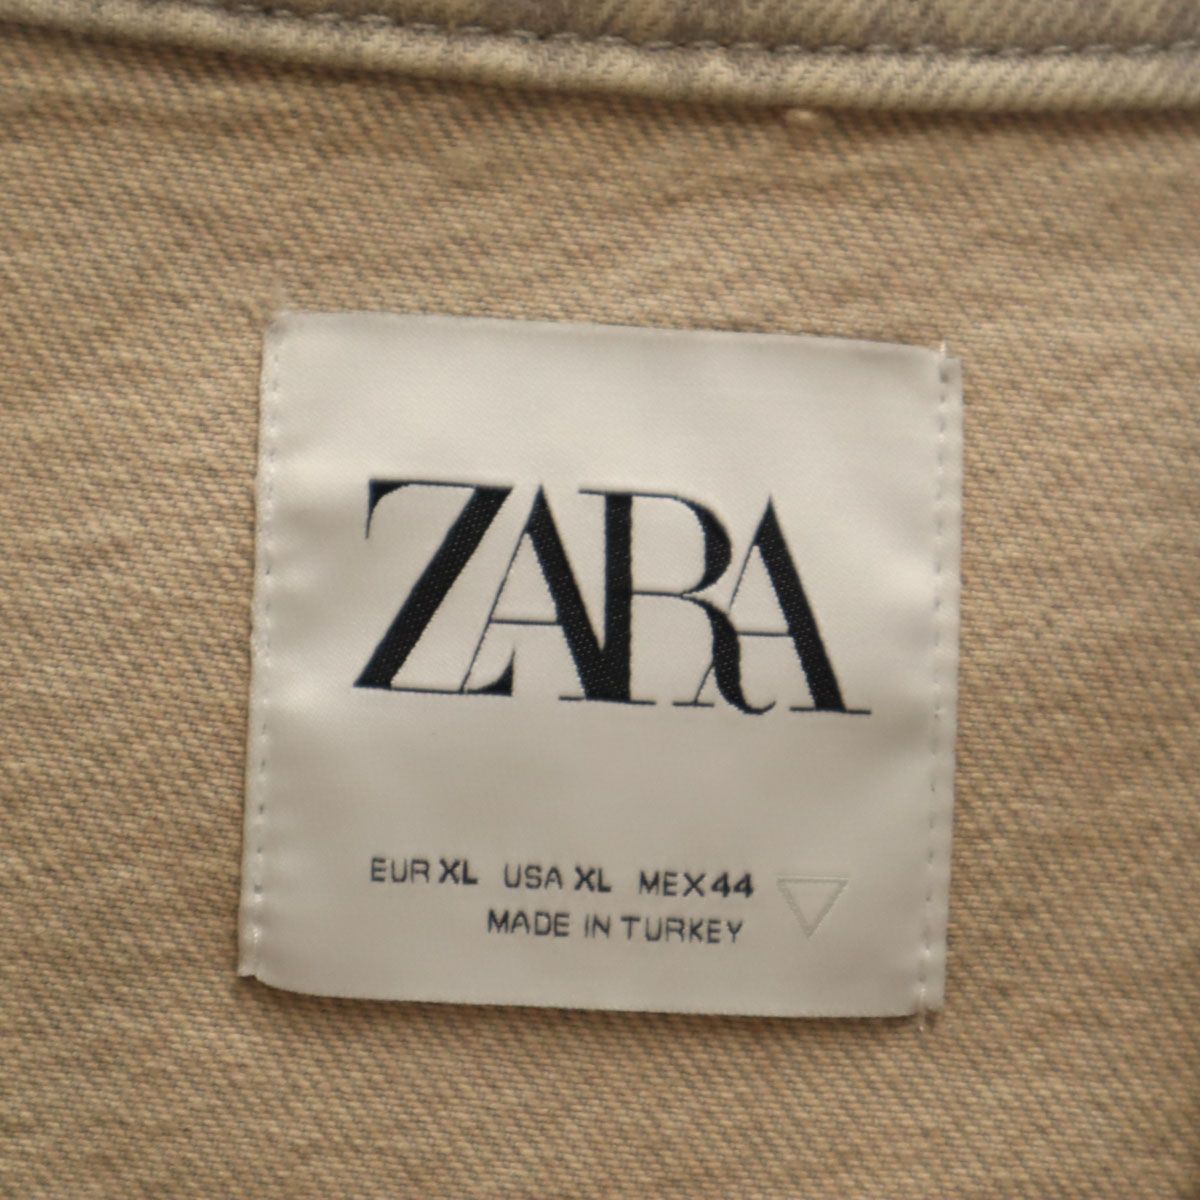 ZARA
EUR XL USA XL MEX 44
MADE IN TURKEY